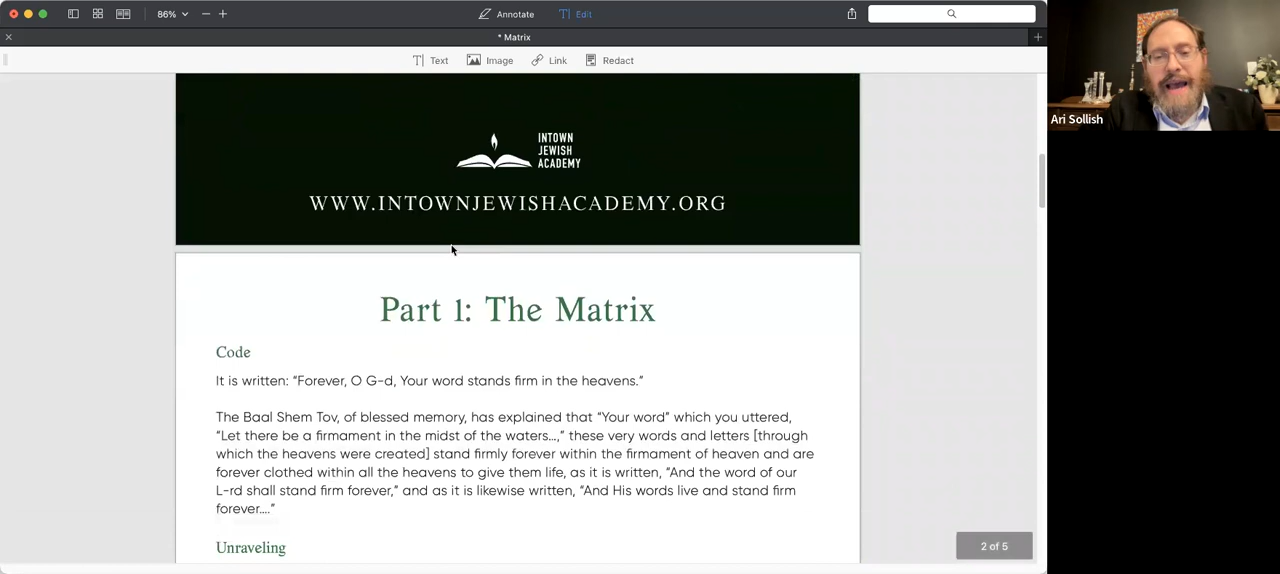 86%
Annotate
Edit
* Matrix
Text
Image
Link
Redact
Ari Sollish
INTOWN
JEWISH
ACADEMY
WWW.INTOWNJEWISHACADEMY.ORG
Part 1: The Matrix
Code
It is written: “Forever, O G-d, Your word stands firm in the heavens.”
The Baal Shem Tov, of blessed memory, has explained that “Your word” which you uttered,
“Let there be a firmament in the midst of the waters…,” these very words and letters [through
which the heavens were created] stand firmly forever within the firmament of heaven and are
forever clothed within all the heavens to give them life, as it is written, “And the word of our
L-rd shall stand firm forever,” and as it is likewise written, “And His words live and stand firm
forever….”
Unraveling
2 of 5